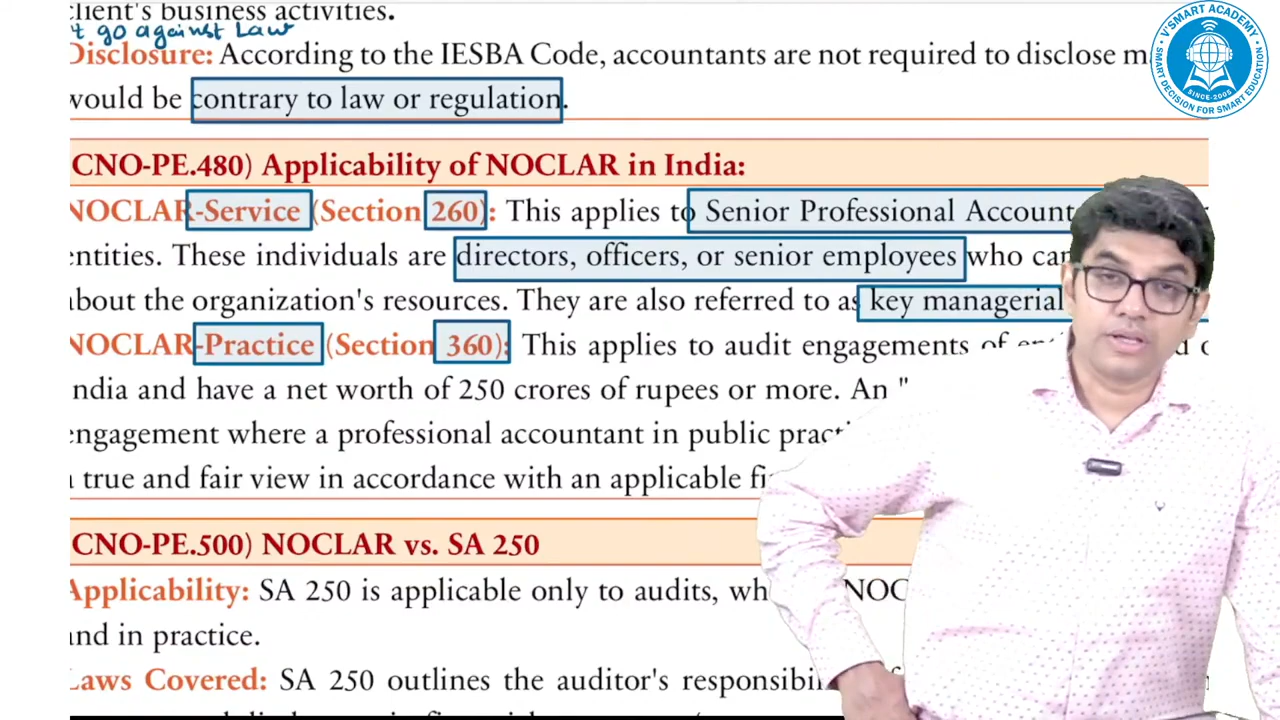 client's business activities.
go against Law
Disclosure: According to the IESBA Code, accountants are not required to disclose
would be contrary to law or regulation.
CNO-PE.480) Applicability of NOCLAR in India:
NOCLAR-Service (Section 260): This applies to Senior Professional Account
entities. These individuals are directors, officers, or senior employees who can
about the organization's resources. They are also referred to as key managerial
NOCLAR-Practice (Section 360): This applies to audit engagements of
India and have a net worth of 250 crores of rupees or more. An "
engagement where a professional accountant in public practi
a true and fair view in accordance with an applicable
CNO-PE.500) NOCLAR vs. SA 250
Applicability: SA 250 is applicable only to audits, NOC
and in practice.
Laws Covered: SA 250 outlines the auditor's
V'SMART ACADEMY
SINCE-2005
SMART DECISION FOR SMART EDUCATION